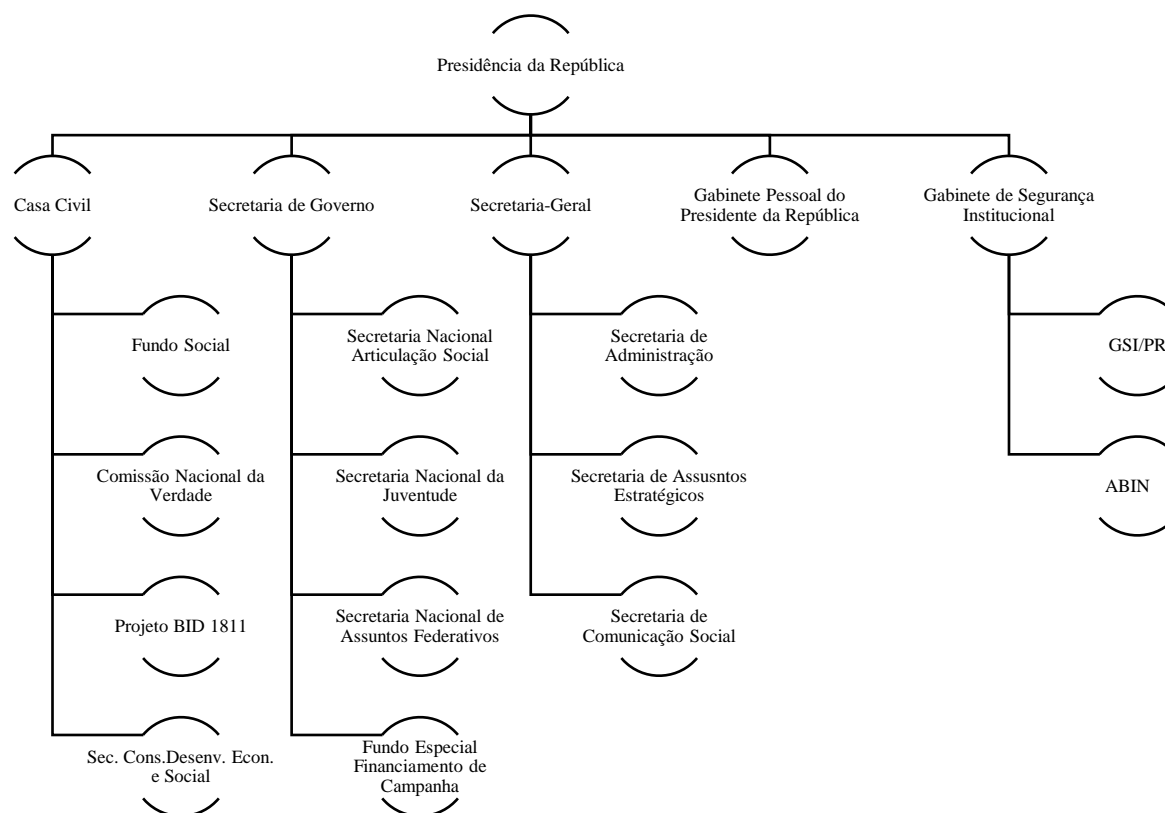 Presidência da República
Casa Civil
Secretaria de Governo
Secretaria-Geral
Gabinete Pessoal do
Presidente da República
Gabinete de Segurança
Institucional
Fundo Social
Secretaria Nacional
Articulação Social
Secretaria de
Administração
GSI/PR
Comissão Nacional da
Verdade
Secretaria Nacional da
Juventude
Secretaria de Assusntos
Estratégicos
ABIN
Projeto BID 1811
Secretaria Nacional de
Assuntos Federativos
Secretaria de
Comunicação Social
Sec. Cons.Desenv. Econ.
e Social
Fundo Especial
Financiamento de
Campanha